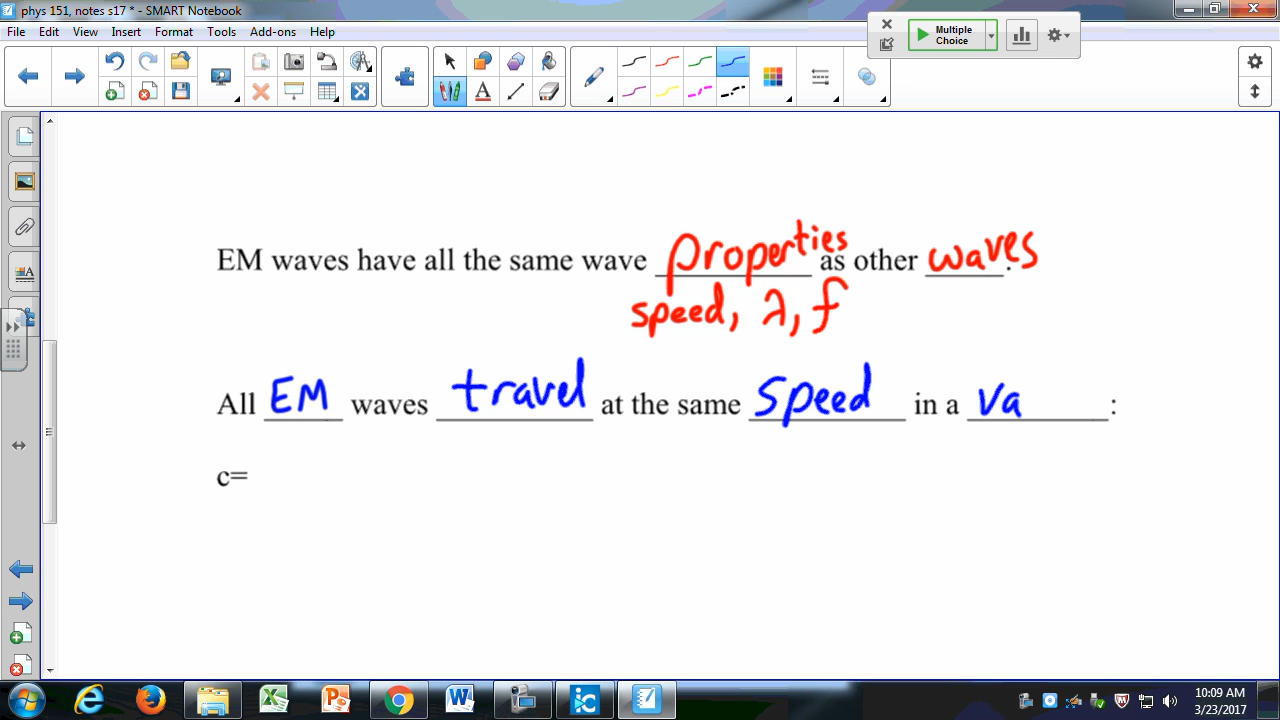 phys 151, notes s17 * - SMART Notebook
File Edit View Insert Format Tools Add-ons Help
Multiple
Choice
EM waves have all the same wave properties as other waves.
speed, λ, f
All EM waves travel at the same speed in a va :
c=
10:09 AM
3/23/2017